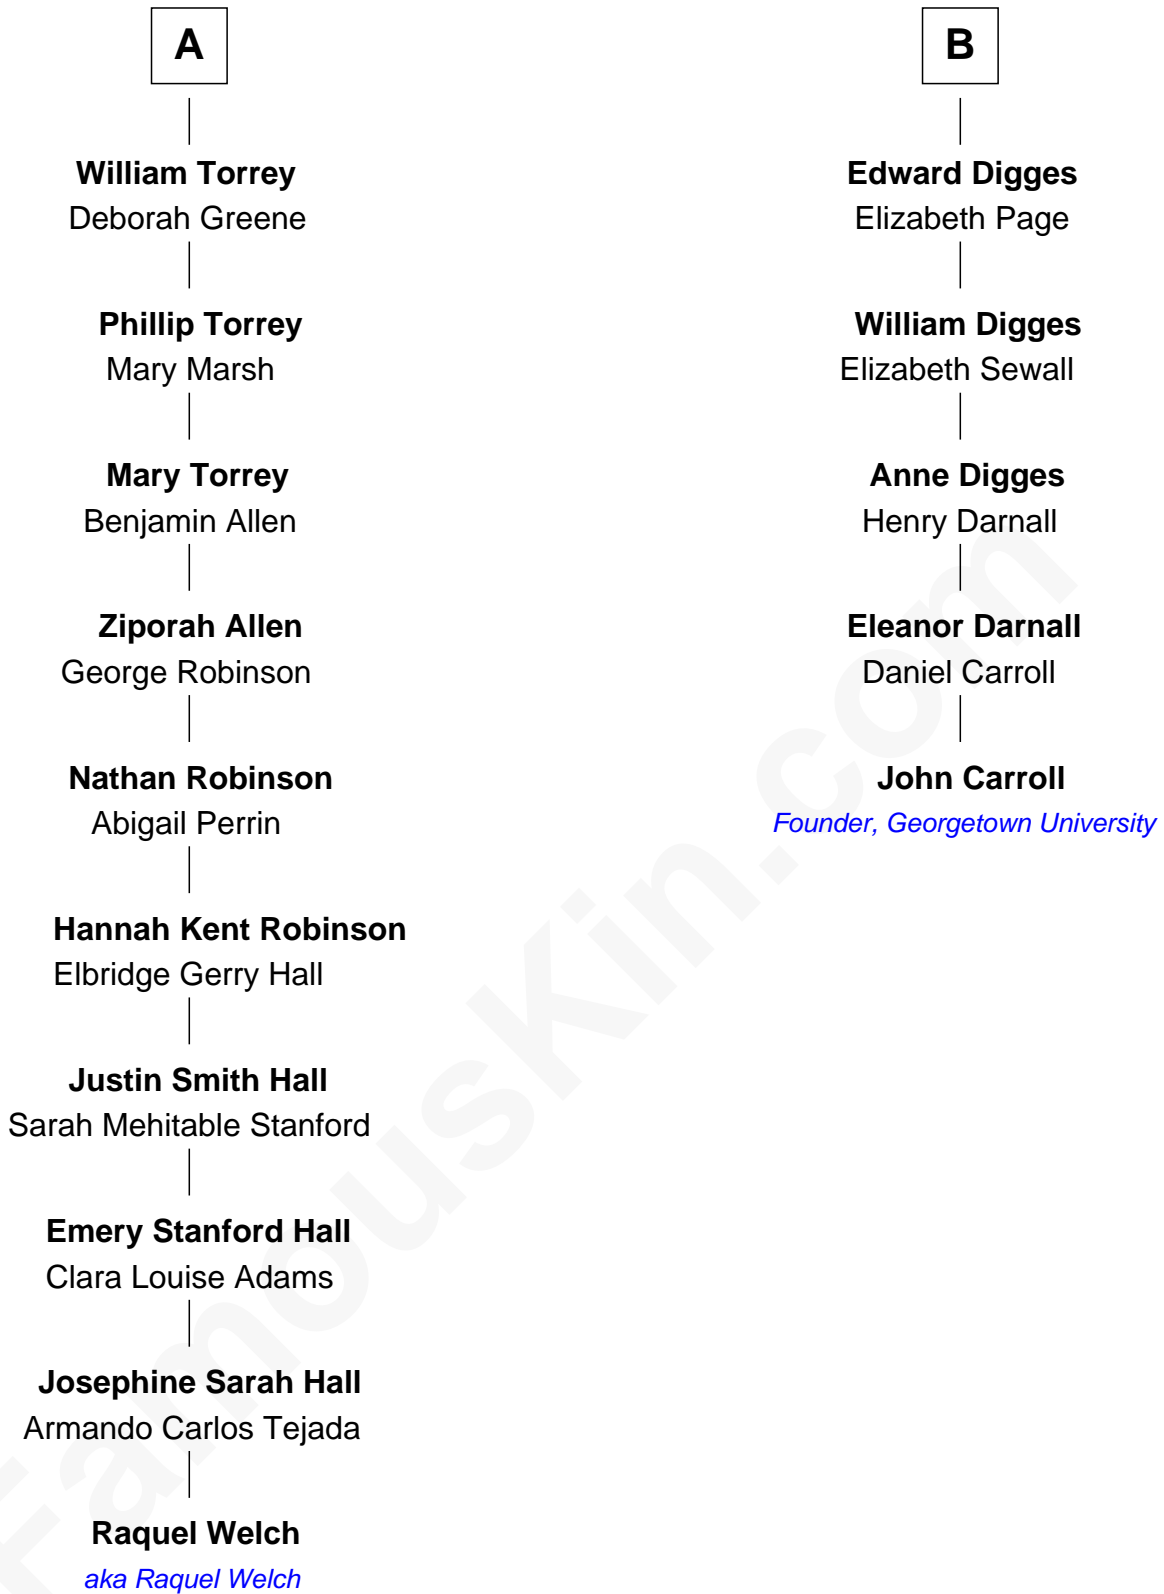 A
William Torrey
Deborah Greene
Phillip Torrey
Mary Marsh
Mary Torrey
Benjamin Allen
Ziporah Allen
George Robinson
Nathan Robinson
Abigail Perrin
Hannah Kent Robinson
Elbridge Gerry Hall
Justin Smith Hall
Sarah Mehitable Stanford
Emery Stanford Hall
Clara Louise Adams
Josephine Sarah Hall
Armando Carlos Tejada
Raquel Welch
aka Raquel Welch
B
Edward Digges
Elizabeth Page
William Digges
Elizabeth Sewall
Anne Digges
Henry Darnall
Eleanor Darnall
Daniel Carroll
John Carroll
Founder, Georgetown University
FamousKin.com